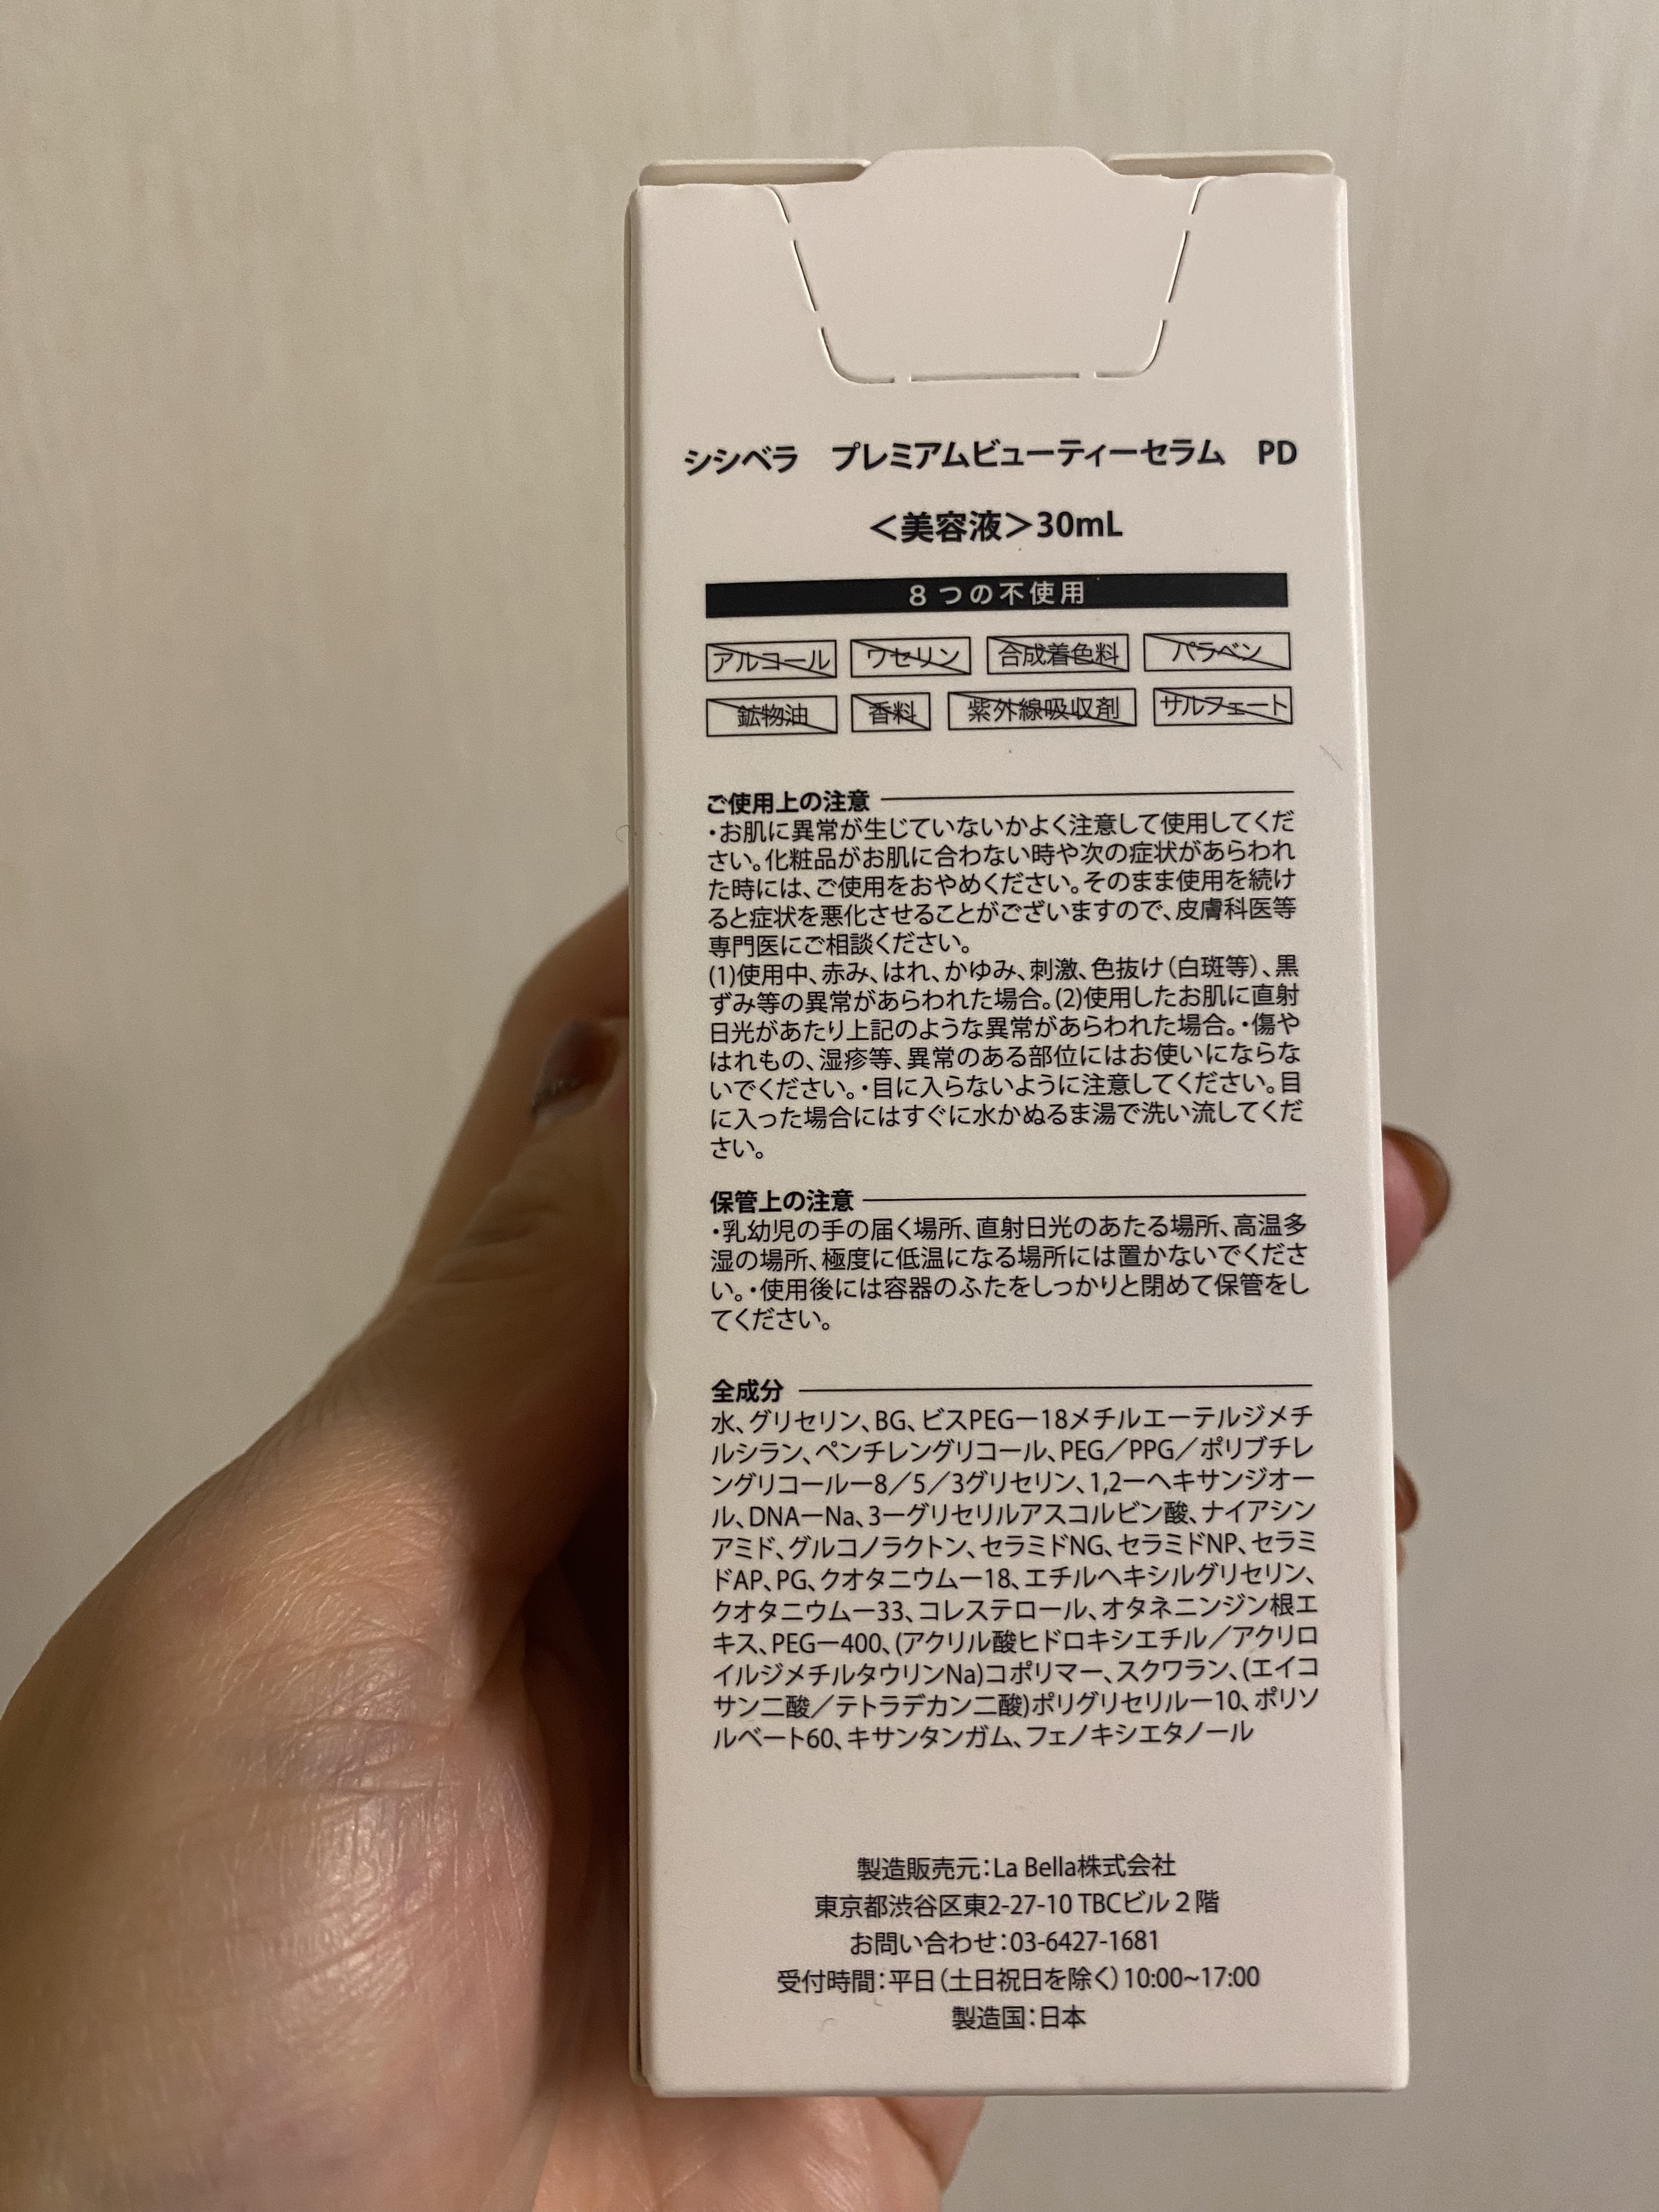 シシベラ　プレミアムビューティーセラム　PD
＜美容液＞30mL
8つの不使用
アルコール ワセリン 合成着色料 パラベン
鉱物油 香料 紫外線吸収剤 サルフェート
ご使用上の注意
・お肌に異常が生じていないかよく注意して使用してくだ
さい。化粧品がお肌に合わない時や次の症状があらわれ
た時には、ご使用をおやめください。そのまま使用を続け
ると症状を悪化させることがございますので、皮膚科医等
専門医にご相談ください。
(1)使用中、赤み、はれ、かゆみ、刺激、色抜け（白斑等）、黒
ずみ等の異常があらわれた場合。(2)使用したお肌に直射
日光があたり上記のような異常があらわれた場合。・傷や
はれもの、湿疹等、異常のある部位にはお使いにならな
いでください。・目に入らないように注意してください。目
に入った場合にはすぐに水かぬるま湯で洗い流してくだ
さい。
保管上の注意
・乳幼児の手の届く場所、直射日光のあたる場所、高温多
湿の場所、極度に低温になる場所には置かないでくださ
い。・使用後には容器のふたをしっかりと閉めて保管をし
てください。
全成分
水、グリセリン、BG、ビスPEGー18メチルエーテルジメチ
ルシラン、ペンチレングリコール、PEG／PPG／ポリブチレ
ングリコールー8／5／3グリセリン、1,2ーヘキサンジオー
ル、DNAーNa、3ーグリセリルアスコルビン酸、ナイアシン
アミド、グルコノラクトン、セラミドNG、セラミドNP、セラミ
ドAP、PG、クオタニウムー18、エチルヘキシルグリセリン、
クオタニウムー33、コレステロール、オタネニンジン根エ
キス、PEGー400、(アクリル酸ヒドロキシエチル／アクリロ
イルジメチルタウリンNa)コポリマー、スクワラン、(エイコ
サン二酸／テトラデカン二酸)ポリグリセリルー10、ポリソ
ルベート60、キサンタンガム、フェノキシエタノール
製造販売元：La Bella株式会社
東京都渋谷区東2-27-10 TBCビル２階
お問い合わせ：03-6427-1681
受付時間：平日（土日祝日を除く）10:00~17:00
製造国：日本